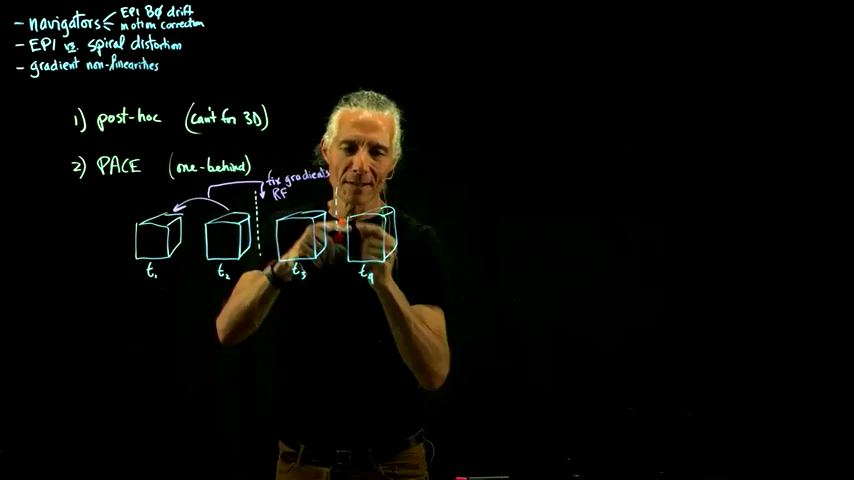 - navigators < EPI BØ drift
motion correction
- EPI vs. spiral distortion
- gradient non-linearities
1) post-hoc (can't for 3D)
2) PACE (one-behind)
fix gradients
RF
t₁ t₂ t₃ t₄